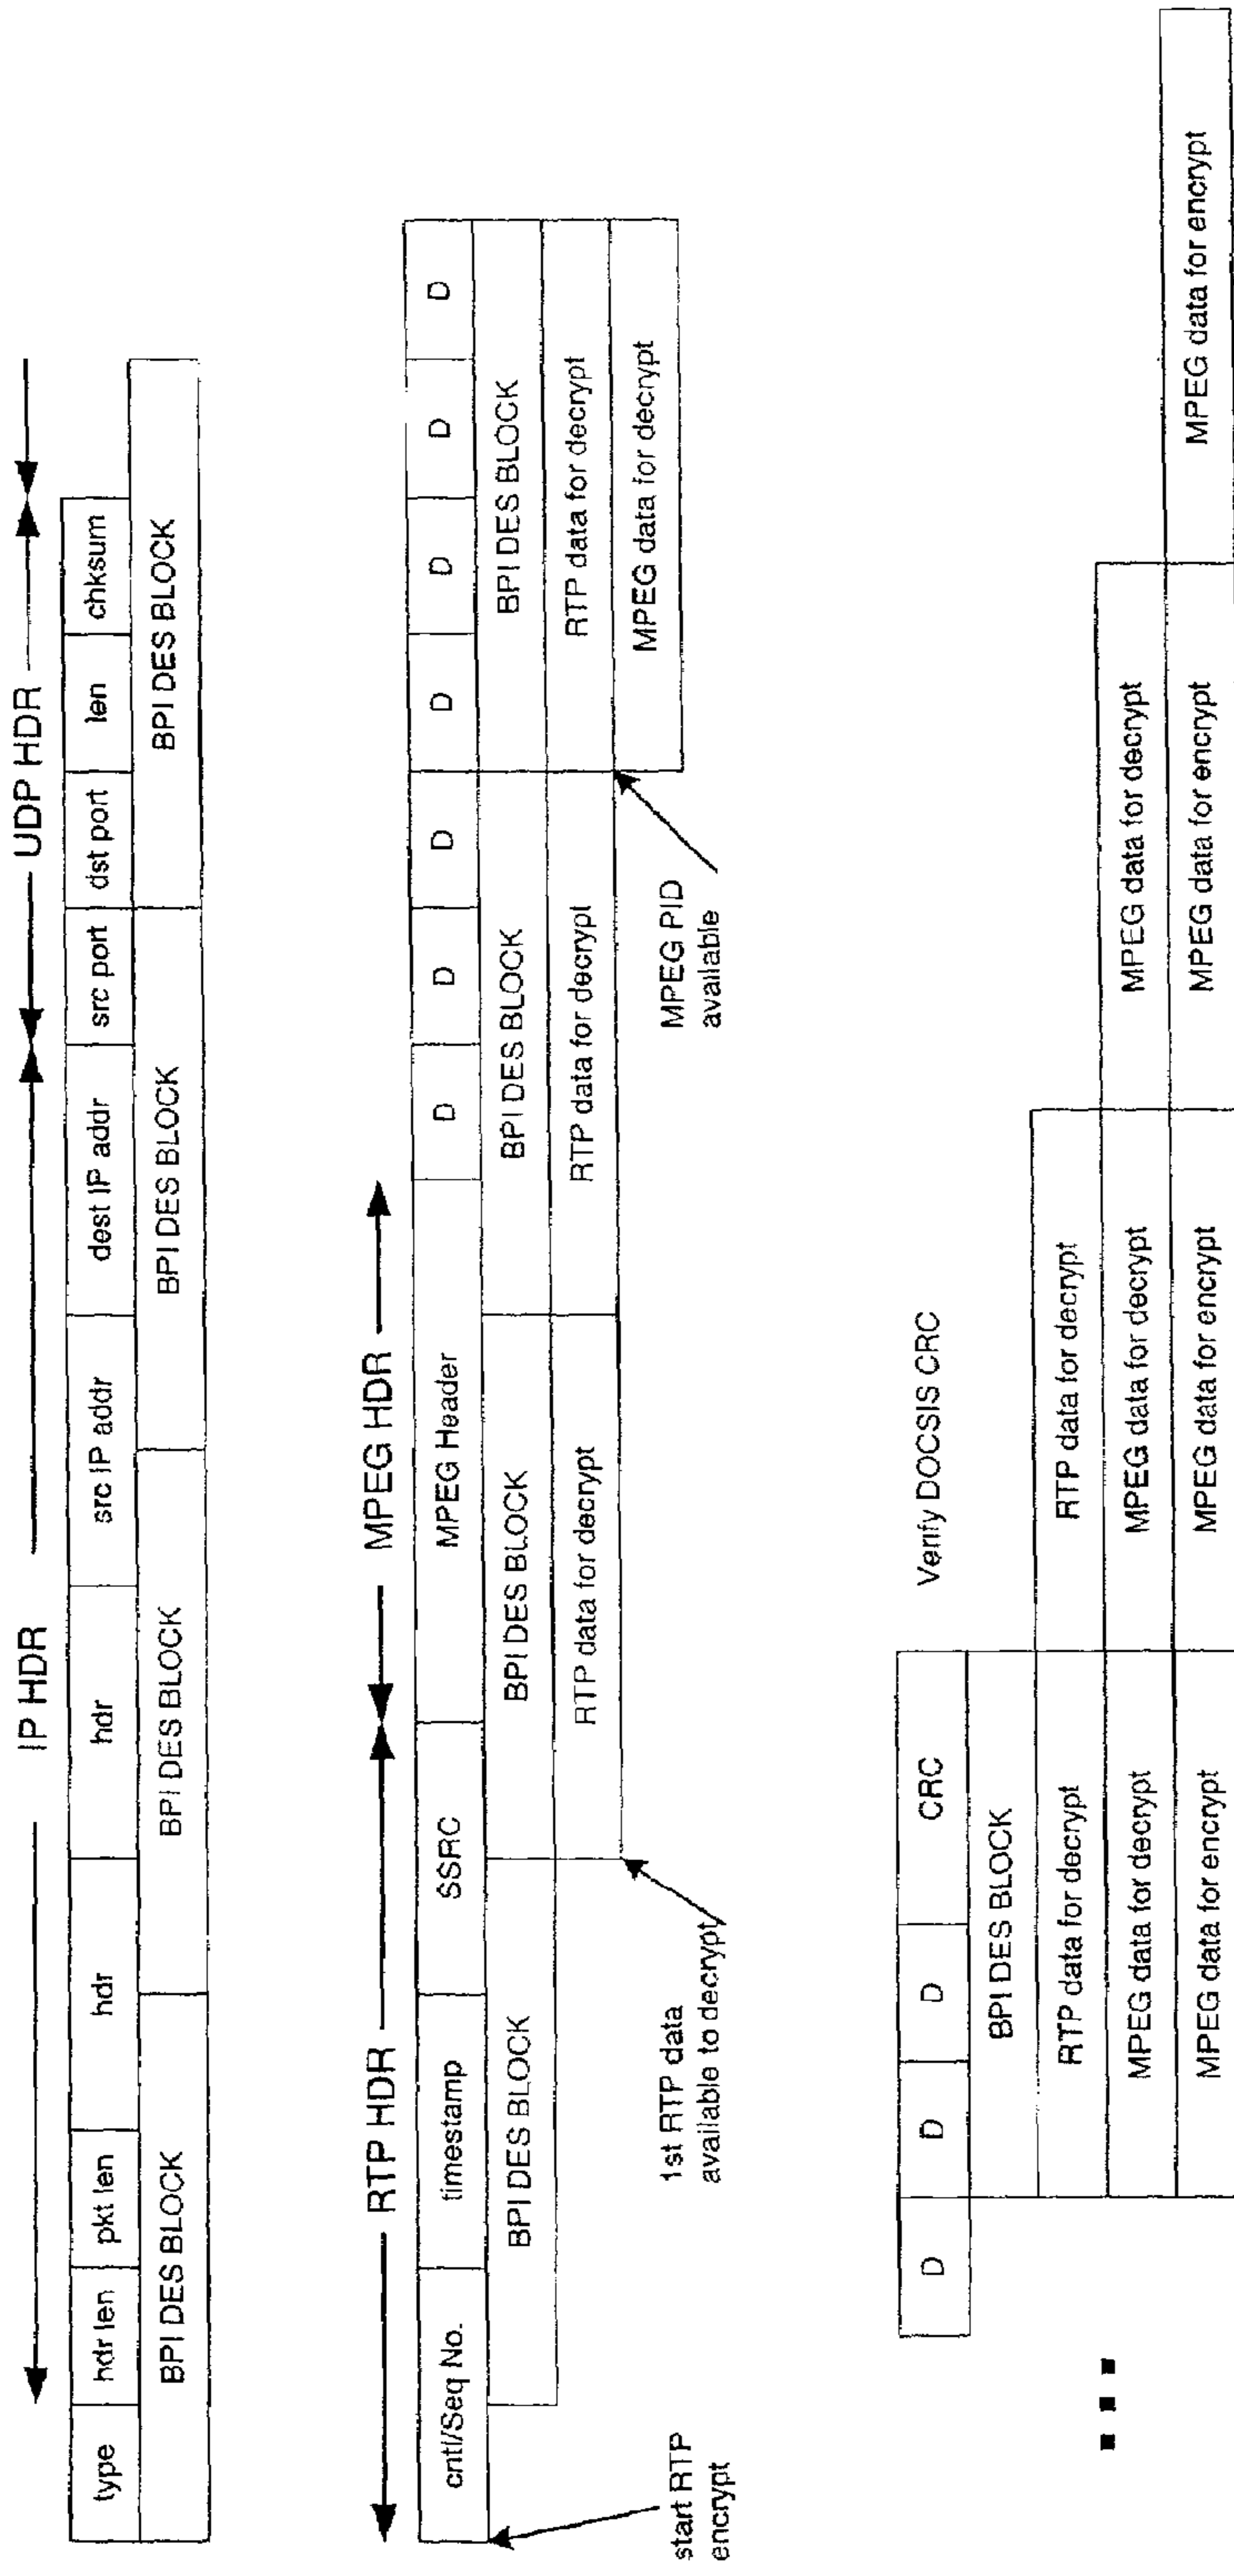 IP HDR UDP HDR
type hdr len pkt len hdr hdr src IP addr dest IP addr src port dst port len chksum
BPI DES BLOCK BPI DES BLOCK BPI DES BLOCK BPI DES BLOCK
RTP HDR MPEG HDR
cntl/Seq No. timestamp SSRC MPEG Header D D D D D D D
BPI DES BLOCK BPI DES BLOCK BPI DES BLOCK BPI DES BLOCK
RTP data for decrypt RTP data for decrypt RTP data for decrypt
MPEG data for decrypt
start RTP
encrypt
1st RTP data
available to decrypt
MPEG PID
available
D D D CRC Verify DOCSIS CRC
BPI DES BLOCK
RTP data for decrypt RTP data for decrypt
MPEG data for decrypt MPEG data for decrypt MPEG data for decrypt
MPEG data for encrypt MPEG data for encrypt MPEG data for encrypt MPEG data for encrypt